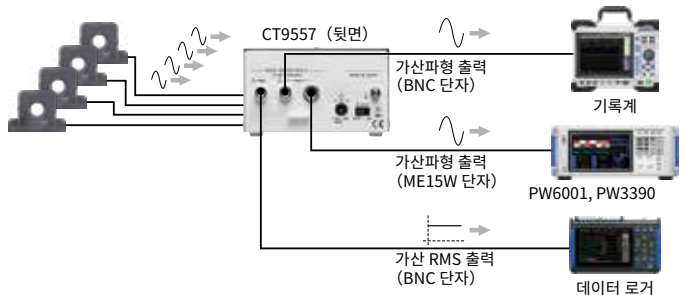 CT9557 (뒷면)
가산파형 출력
(BNC 단자)
기록계
가산파형 출력
(ME15W 단자)
PW6001, PW3390
가산 RMS 출력
(BNC 단자)
데이터 로거